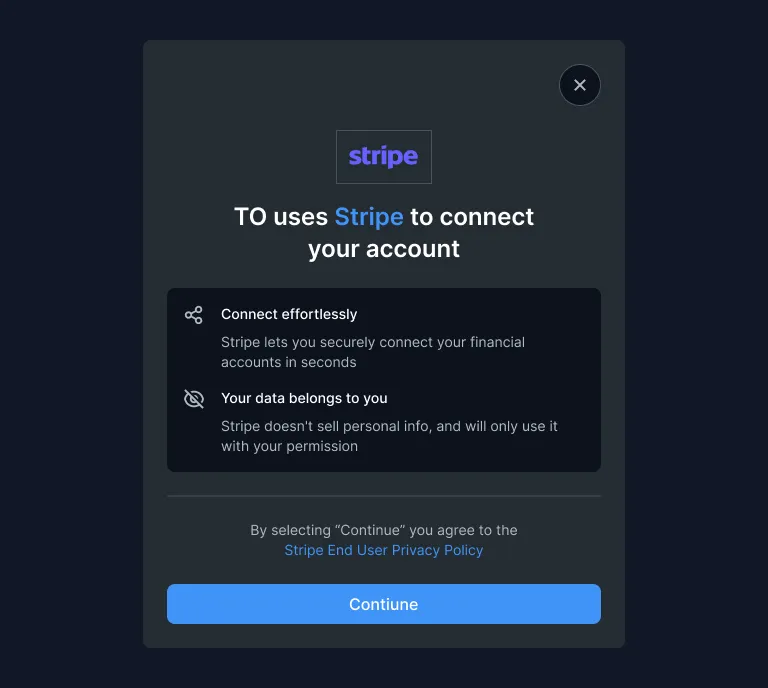 stripe
TO uses Stripe to connect
your account
Connect effortlessly
Stripe lets you securely connect your financial
accounts in seconds
Your data belongs to you
Stripe doesn't sell personal info, and will only use it
with your permission
By selecting “Continue” you agree to the
Stripe End User Privacy Policy
Contiune